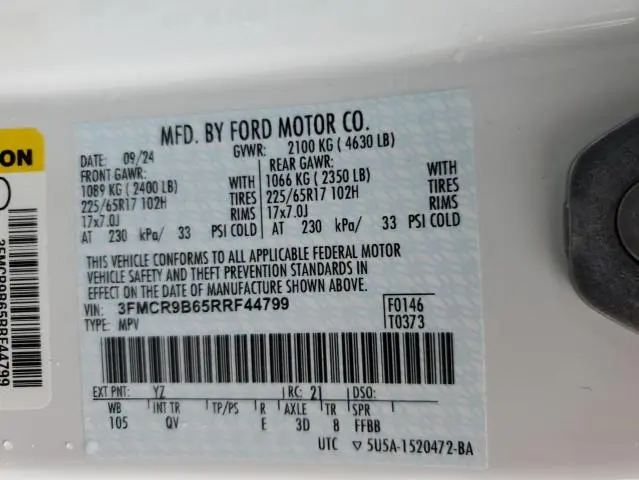 MFD. BY FORD MOTOR CO.
DATE: 09/24 GVWR: 2100 KG ( 4630 LB)
FRONT GAWR: REAR GAWR:
1089 KG ( 2400 LB) WITH 1066 KG ( 2350 LB) WITH
225/65R17 102H TIRES 225/65R17 102H TIRES
17x7.0J RIMS 17x7.0J RIMS
AT 230 kPa/ 33 PSI COLD AT 230 kPa/ 33 PSI COLD
THIS VEHICLE CONFORMS TO ALL APPLICABLE FEDERAL MOTOR
VEHICLE SAFETY AND THEFT PREVENTION STANDARDS IN
EFFECT ON THE DATE OF MANUFACTURE SHOWN ABOVE.
VIN: 3FMCR9B65RRF44799 F0146
TYPE: MPV T0373
EXT PNT: YZ RC: 21 DSO:
WB INT TR TP/PS R AXLE TR SPR
105 QV E 3D 8 FFBB
UTC ▽ 5U5A-1520472-BA
ON
3FMCR9B65RRF44799